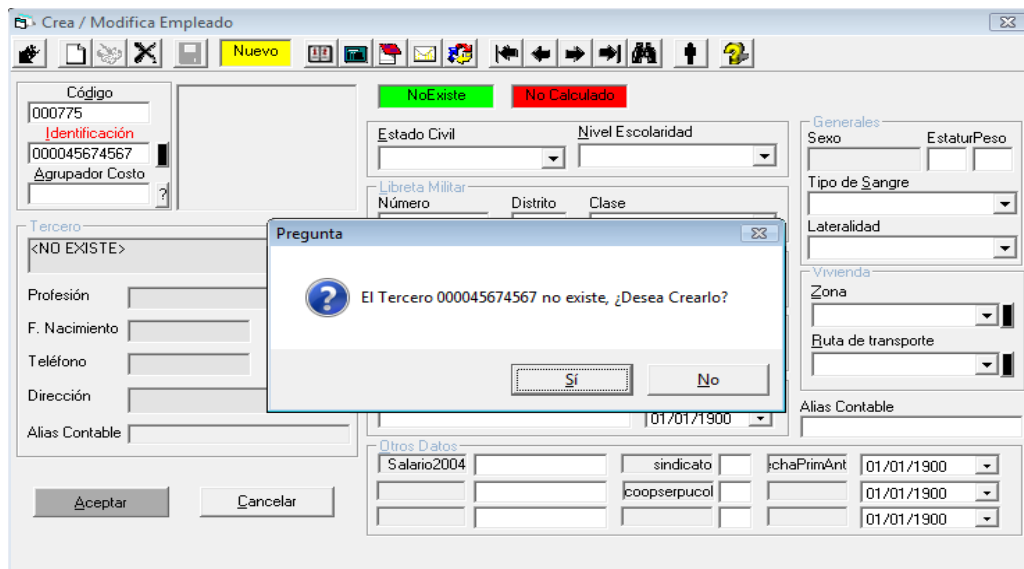 Crea / Modifica Empleado
Nuevo
Código
000775
Identificación
000045674567
Agrupador Costo
?
NoExiste
No Calculado
Estado Civil
Nivel Escolaridad
Libreta Militar
Número Distrito Clase
Generales
Sexo EstaturPeso
Tipo de Sangre
Lateralidad
Tercero
<NO EXISTE>
Profesión
F. Nacimiento
Teléfono
Dirección
Alias Contable
Pregunta
El Tercero 000045674567 no existe, ¿Desea Crearlo?
Sí No
Vivienda
Zona
Ruta de transporte
01/01/1900
Alias Contable
Otros Datos
Salario2004 sindicato echaPrimAnt 01/01/1900
coopserpucol 01/01/1900
01/01/1900
Aceptar Cancelar